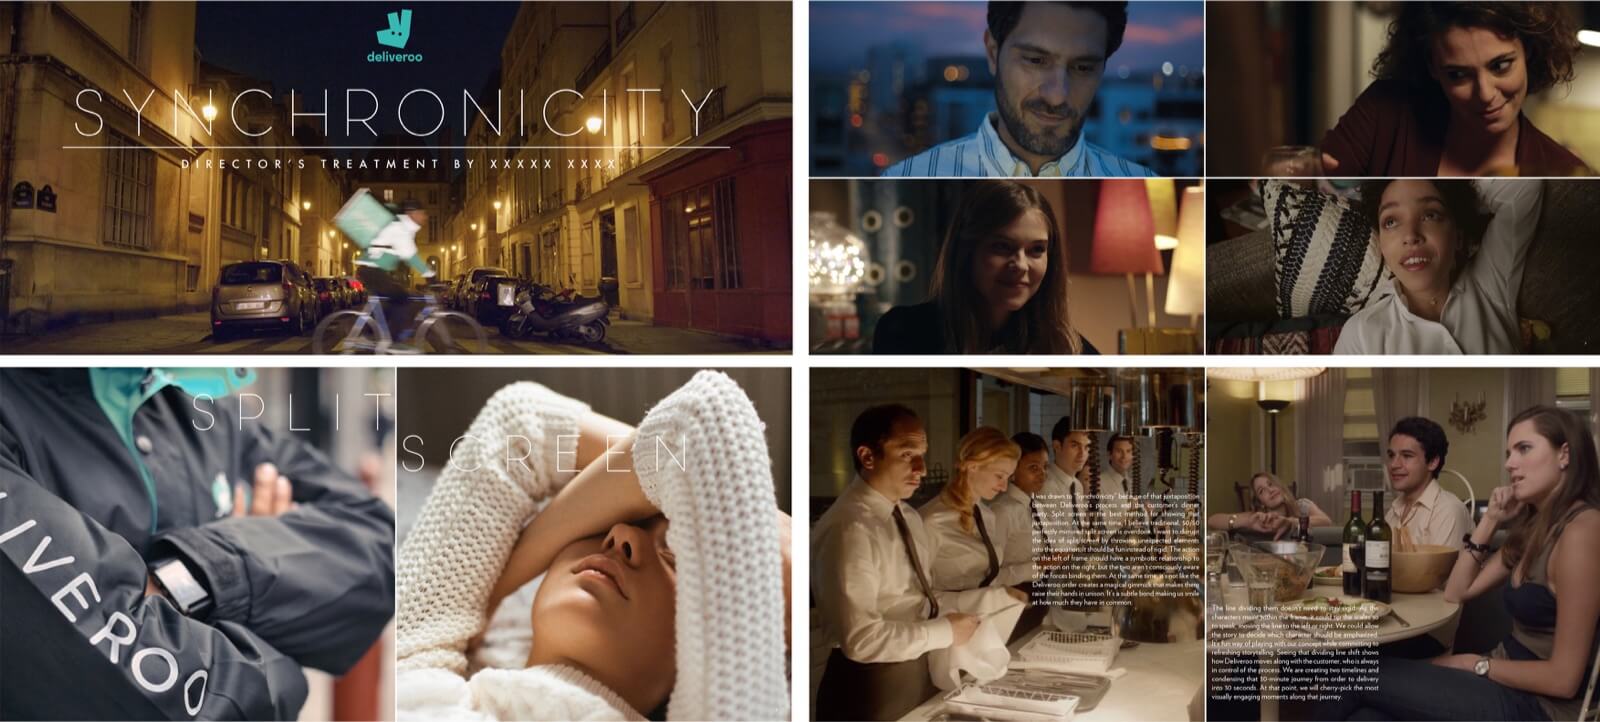 deliveroo
SYNCHRONICITY
DIRECTOR'S TREATMENT BY XXXXX XXXX
SPLIT
SCREEN
IVEROO
I was drawn to "Synchronicity" because of that juxtaposition
between Deliveroo's process and the customer's dinner
party. Split screen is the best method for showing that
juxtaposition. At the same time, I believe traditional, 50/50
perfectly mirrored split screen is overdone. I want to disrupt
the idea of split screen by throwing unexpected elements
into the equation. It should be fun instead of rigid. The action
on the left of frame should have a symbiotic relationship to
the action on the right, but the two aren't consciously aware
of the forces binding them. At the same time, it's not like the
Deliveroo order creates a magical gimmick that makes them
raise their hands in unison. It's a subtle bond making us smile
at how much they have in common.
The line dividing them doesn't need to stay rigid. As the
characters move within the frame, it could tip the scales so
to speak, moving the line to the left or right. We could allow
the story to decide which character should be emphasized.
It's fun way of playing with our concept while committing to
refreshing storytelling. Seeing that dividing line shift shows
how Deliveroo moves along with the customer, who is always
in control of the process. We are creating two timelines and
condensing that 30-minute journey from order to delivery
into 30 seconds. At that point, we will cherry-pick the most
visually engaging moments along that journey.